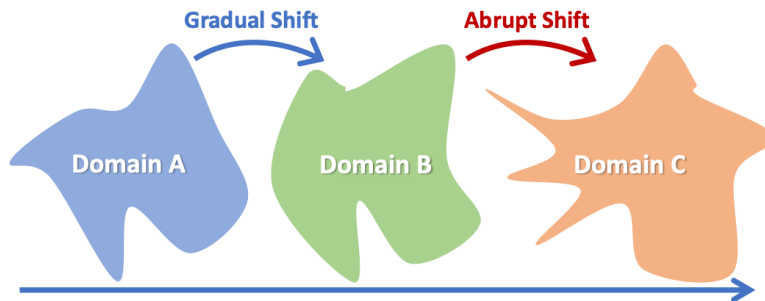 Gradual Shift
Abrupt Shift
Domain A
Domain B
Domain C